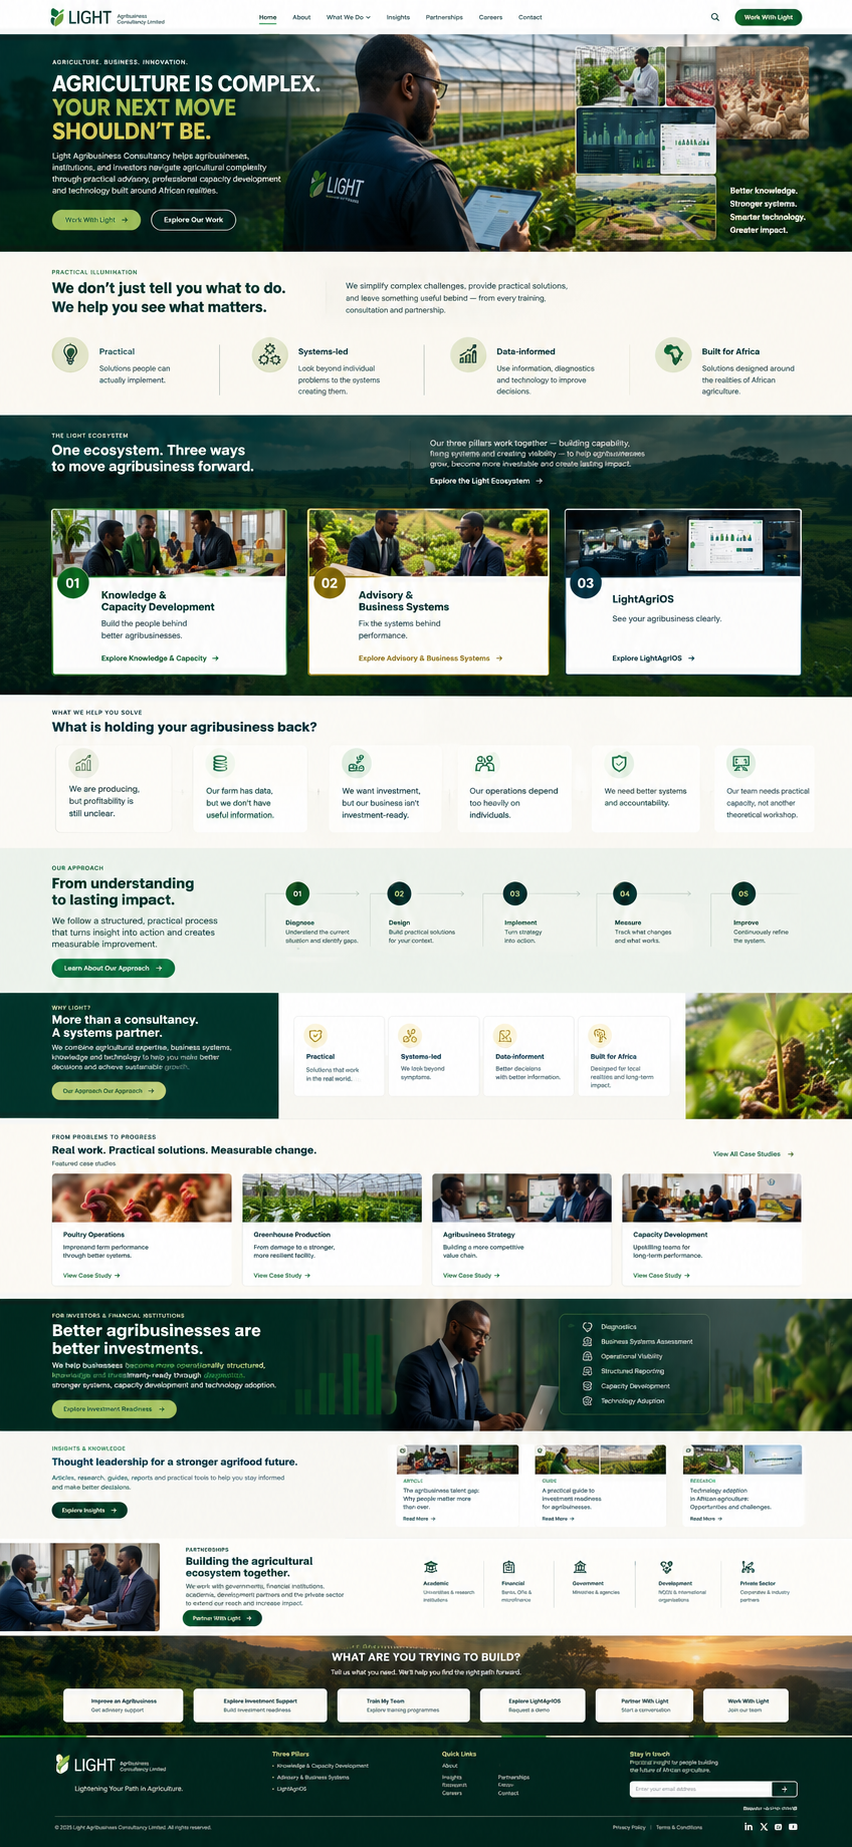 LIGHT
Agribusiness
Consultancy Limited
Home
About
What We Do
Insights
Partnerships
Careers
Contact
Work With Light
AGRICULTURE. BUSINESS. INNOVATION.
AGRICULTURE IS COMPLEX.
YOUR NEXT MOVE
SHOULDN'T BE.
Light Agribusiness Consultancy helps agribusinesses,
institutions, and investors navigate agricultural complexity
through practical advisory, professional capacity development
and technology built around African realities.
Work With Light →
Explore Our Work
LIGHT
Better knowledge.
Stronger systems.
Smarter technology.
Greater impact.
PRACTICAL ILLUMINATION
We don't just tell you what to do.
We help you see what matters.
We simplify complex challenges, provide practical solutions,
and leave something useful behind — from every training,
consultation and partnership.
Practical
Solutions people can
actually implement.
Systems-led
Look beyond individual
problems to the systems
creating them.
Data-informed
Use information, diagnostics
and technology to improve
decisions.
Built for Africa
Solutions designed around
the realities of African
agriculture.
THE LIGHT ECOSYSTEM
One ecosystem. Three ways
to move agribusiness forward.
Our three pillars work together — building capability,
fixing systems and creating visibility — to help agribusinesses
grow, become more investable and create lasting impact.
Explore the Light Ecosystem →
01
Knowledge &
Capacity Development
Build the people behind
better agribusinesses.
Explore Knowledge & Capacity →
02
Advisory &
Business Systems
Fix the systems behind
performance.
Explore Advisory & Business Systems →
03
LightAgriOS
See your agribusiness clearly.
Explore LightAgriOS →
WHAT WE HELP YOU SOLVE
What is holding your agribusiness back?
We are producing,
but profitability is
still unclear.
Our farm has data,
but we don't have
useful information.
We want investment,
but our business isn't
investment-ready.
Our operations depend
too heavily on
individuals.
We need better systems
and accountability.
Our team needs practical
capacity, not another
theoretical workshop.
OUR APPROACH
From understanding
to lasting impact.
We follow a structured, practical process
that turns insight into action and creates
measurable improvement.
Learn About Our Approach →
01
Diagnose
Understand the current
situation and identify gaps.
02
Design
Build practical solutions
for your context.
03
Implement
Turn strategy
into action.
04
Measure
Track what changes
and what works.
05
Improve
Continuously refine
the system.
WHY LIGHT?
More than a consultancy.
A systems partner.
We combine agricultural expertise, business systems,
knowledge and technology to help you make better
decisions and achieve sustainable growth.
Our Approach Our Approach →
Practical
Solutions that work
in the real world.
Systems-led
We look beyond
symptoms.
Data-informent
Better decisions
with better information.
Built for Africa
Designed for local
realities and long-term
impact.
FROM PROBLEMS TO PROGRESS
Real work. Practical solutions. Measurable change.
Featured case studies
View All Case Studies →
Poultry Operations
farm performance
through better systems.
View Case Study →
Greenhouse Production
From damage to a stronger,
more resilient facility.
View Case Study →
Agribusiness Strategy
Building a more competitive
value chain.
View Case Study →
Capacity Development
Upskilling teams for
long-term performance.
View Case Study →
FOR INVESTORS & FINANCIAL INSTITUTIONS
Better agribusinesses are
better investments.
We help businesses become more operationally structured,
knowledge and investment-ready through
stronger systems, capacity development and technology adoption.
Explore Investment Readiness →
Diagnostics
Business Systems Assessment
Operational Visibility
Structured Reporting
Capacity Development
Technology Adoption
INSIGHTS & KNOWLEDGE
Thought leadership for a stronger agrifood future.
Articles, research, guides, reports and practical tools to help you stay informed
and make better decisions.
Explore Insights →
ARTICLE
The agribusiness talent gap:
Why people matter more
than ever.
Read More →
GUIDE
A practical guide to
investment readiness
for agribusinesses.
Read More →
RESEARCH
Technology adoption
in African agriculture:
Opportunities and challenges.
Read More →
PARTNERSHIPS
Building the agricultural
ecosystem together.
We work with governments, financial institutions,
academia, development partners and the private sector
to extend our reach and increase impact.
Partner With Light →
Academic
Universities & research
institutions
Financial
Banks, DFIs &
microfinance
Government
Ministries & agencies
Development
& international
organisations
Private Sector
Corporates & industry
partners
WHAT ARE YOU TRYING TO BUILD?
Tell us what you need. We'll help you find the right path forward.
Improve an Agribusiness
Get advisory support
Explore Investment Support
Build investment readiness
Train My Team
Explore training programmes
Explore LightAgriOS
Request a demo
Partner With Light
Start a conversation
Work With Light
Join our team
LIGHT
Agribusiness
Consultancy Limited
Lightening Your Path in Agriculture.
Three Pillars
• Knowledge & Capacity Development
• Advisory & Business Systems
• LightAgriOS
Quick Links
About
Insights
Careers
Partnerships
Contact
Stay in touch
Practical insight for people building
the future of African agriculture.
Enter your email address
→
© 2025 Light Agribusiness Consultancy Limited. All rights reserved.
Privacy Policy | Terms & Conditions